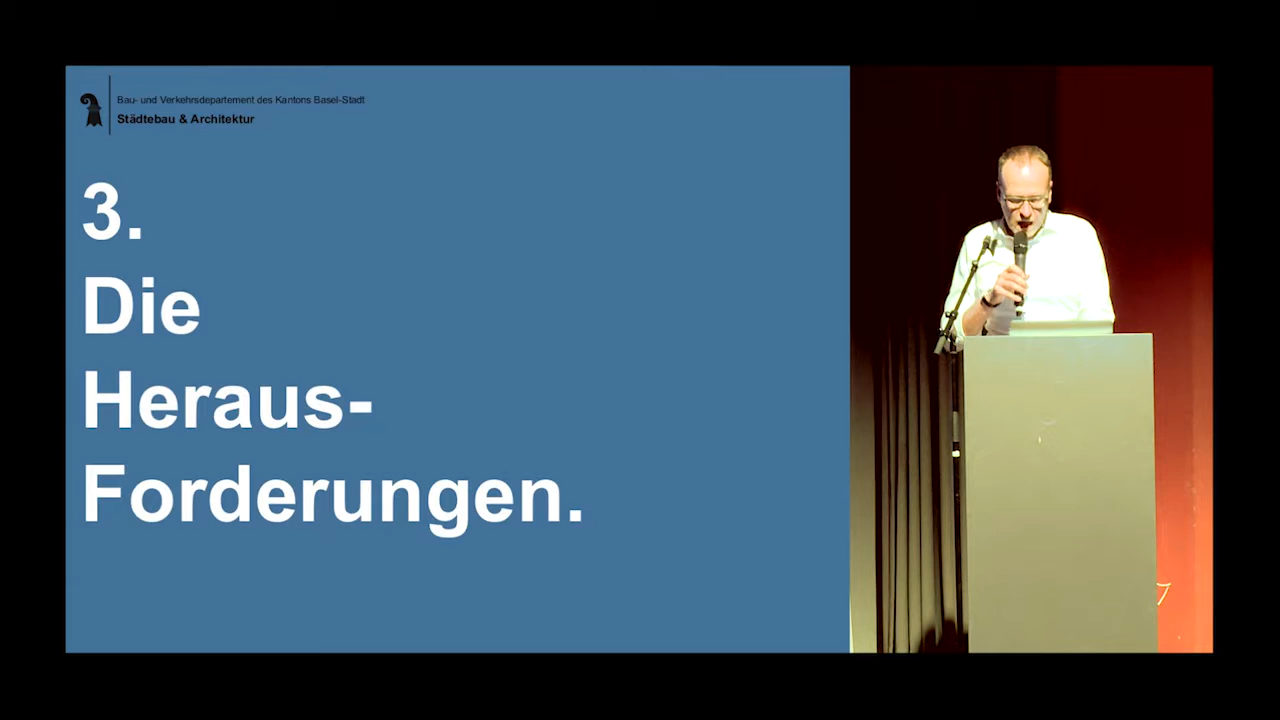 Bau- und Verkehrsdepartement des Kantons Basel-Stadt
Städtebau & Architektur
3.
Die
Heraus-
Forderungen.